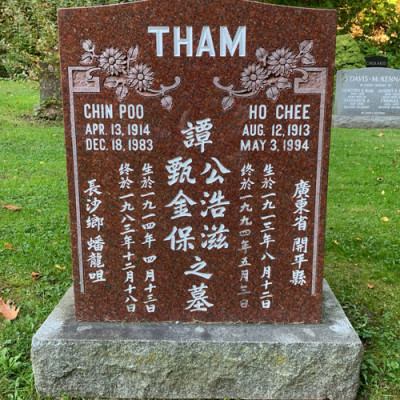 THAM
CHIN POO
APR. 13, 1914
DEC. 18, 1983
HO CHEE
AUG. 12, 1913
MAY 3, 1994
廣東省 開平縣
生於一九一三年八月十二日
終於一九九四年五月三日
譚公浩滋
甄金保
之墓
生於一九一四年四月十三日
終於一九八三年十二月十八日
長沙鄉 蟠龍咀
DAVIS - McKENN